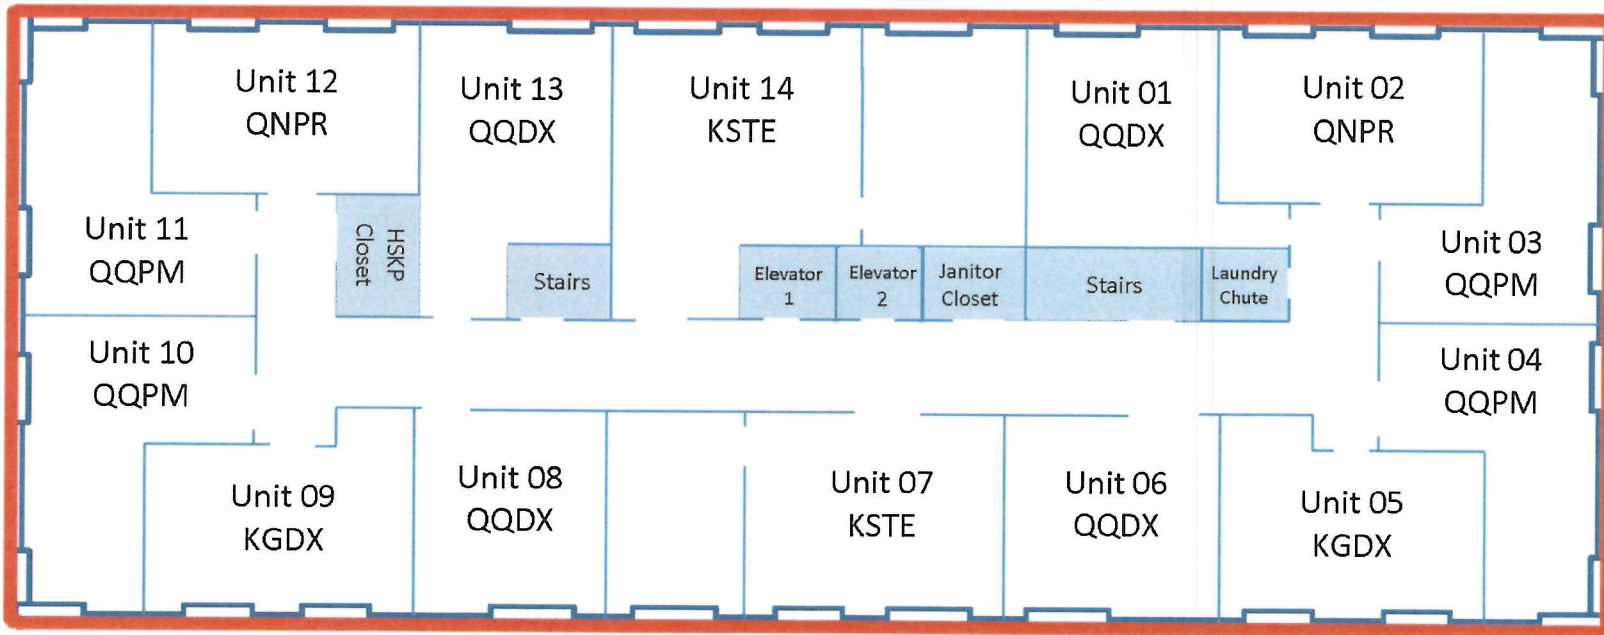 Unit 12
QNPR
Unit 13
QQDX
Unit 14
KSTE
Unit 01
QQDX
Unit 02
QNPR
Unit 11
QQPM
HSKP
Closet
Stairs
Elevator
1
Elevator
2
Janitor
Closet
Stairs
Laundry
Chute
Unit 03
QQPM
Unit 10
QQPM
Unit 04
QQPM
Unit 09
KGDX
Unit 08
QQDX
Unit 07
KSTE
Unit 06
QQDX
Unit 05
KGDX